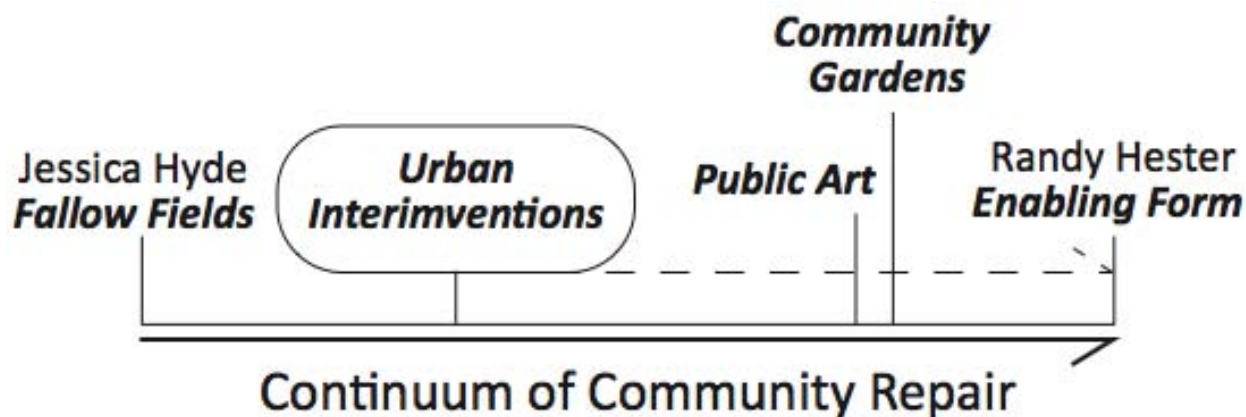 Community
Gardens
Jessica Hyde
Fallow Fields
Urban
Interimventions
Public Art
Randy Hester
Enabling Form
Continuum of Community Repair